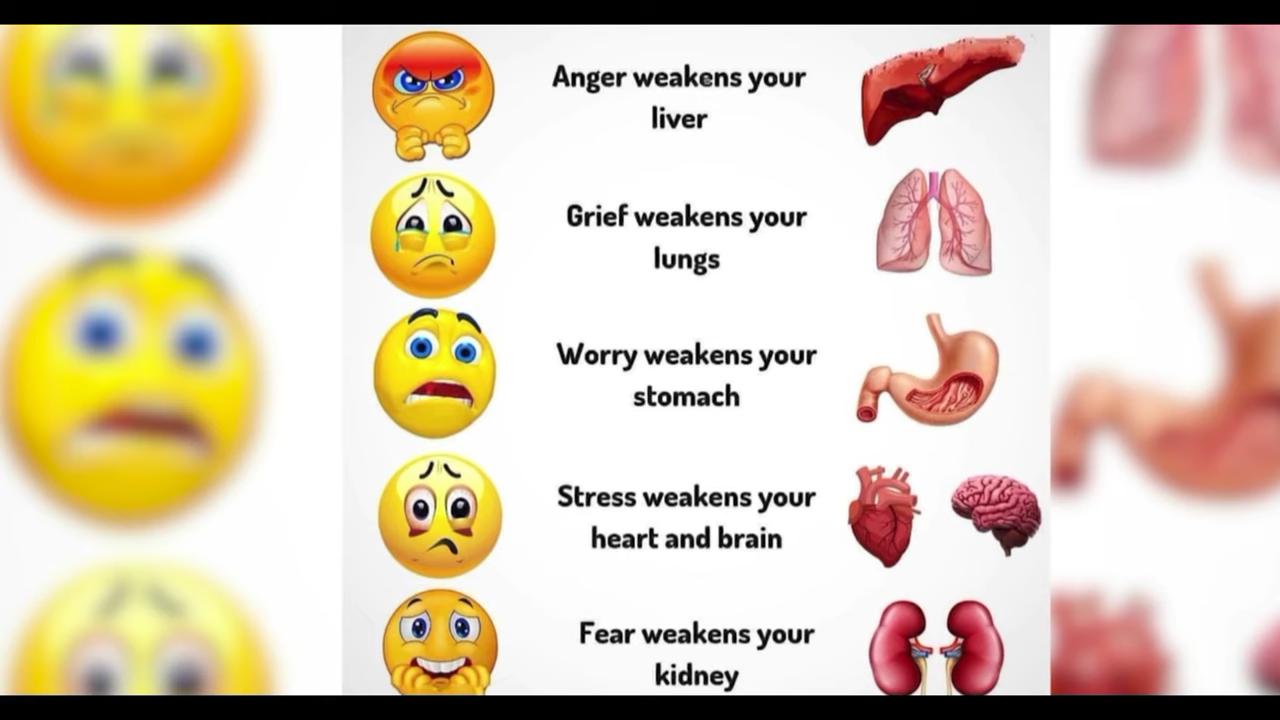 Anger weakens your
liver
Grief weakens your
lungs
Worry weakens your
stomach
Stress weakens your
heart and brain
Fear weakens your
kidney